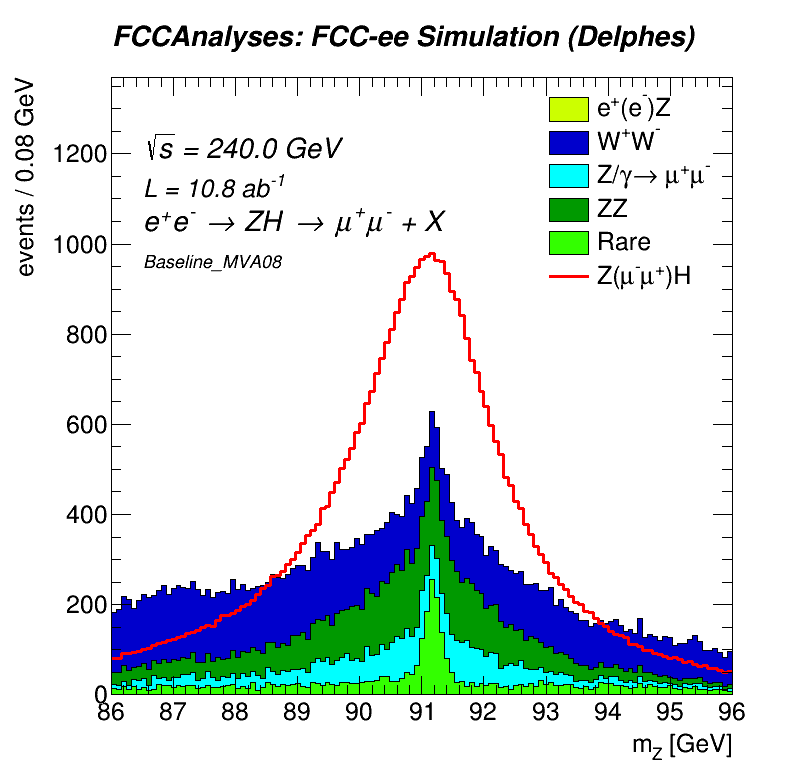 FCCAnalyses: FCC-ee Simulation (Delphes)
events / 0.08 GeV
√s = 240.0 GeV
L = 10.8 ab⁻¹
e⁺e⁻ → ZH → μ⁺μ⁻ + X
Baseline_MVA08
e⁺(e⁻)Z
W⁺W⁻
Z/γ→ μ⁺μ⁻
ZZ
Rare
Z(μ⁻μ⁺)H
1200
1000
800
600
400
200
0
86 87 88 89 90 91 92 93 94 95 96
m_Z [GeV]